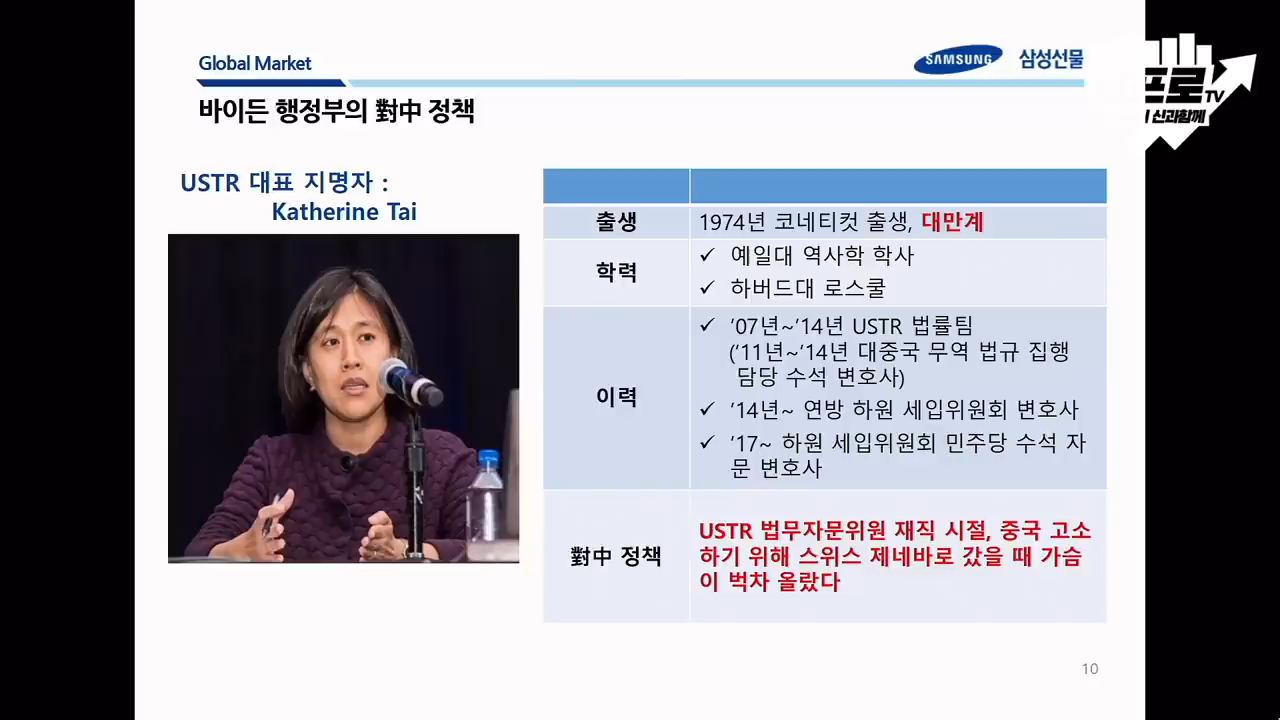 Global Market
SAMSUNG 삼성선물
프로TV
신과함께
바이든 행정부의 對中 정책
USTR 대표 지명자 :
Katherine Tai
출생 1974년 코네티컷 출생, 대만계
학력
✓ 예일대 역사학 학사
✓ 하버드대 로스쿨
이력
✓ ’07년~’14년 USTR 법률팀
(‘11년~‘14년 대중국 무역 법규 집행
담당 수석 변호사)
✓ ‘14년~ 연방 하원 세입위원회 변호사
✓ ‘17~ 하원 세입위원회 민주당 수석 자
문 변호사
對中 정책
USTR 법무자문위원 재직 시절, 중국 고소
하기 위해 스위스 제네바로 갔을 때 가슴
이 벅차 올랐다
10